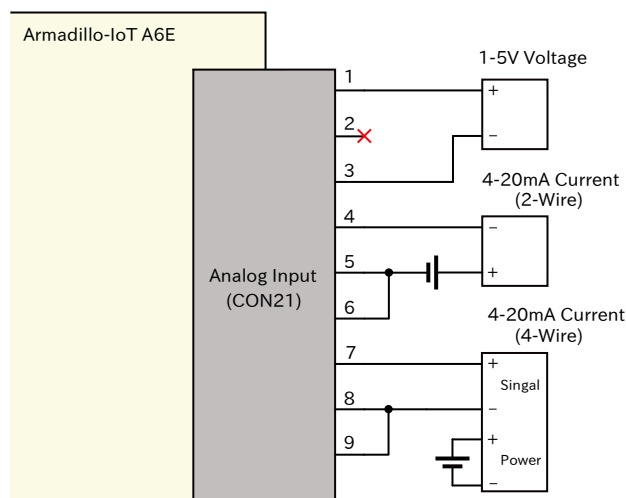 Armadillo-IoT A6E
1-5V Voltage
1
+
2
−
3
4-20mA Current
(2-Wire)
4
−
Analog Input
(CON21)
5
+
6
4-20mA Current
(4-Wire)
7
+
Singal
8
−
9
+
Power
−